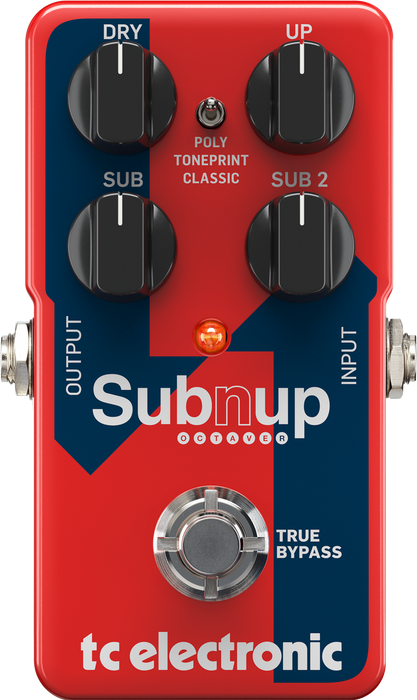 DRY
UP
POLY
TONEPRINT
CLASSIC
SUB
SUB 2
OUTPUT
INPUT
Subnup
OCTAVER
TRUE
BYPASS
tc electronic